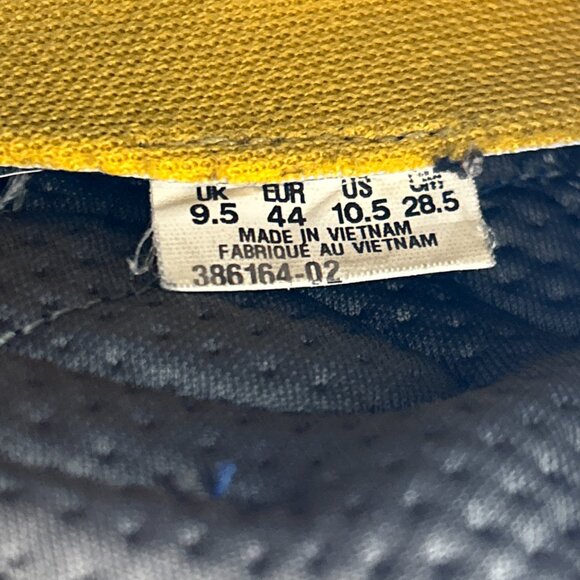 UK EUR US cm
9.5 44 10.5 28.5
MADE IN VIETNAM
FABRIQUE AU VIETNAM
386164-02